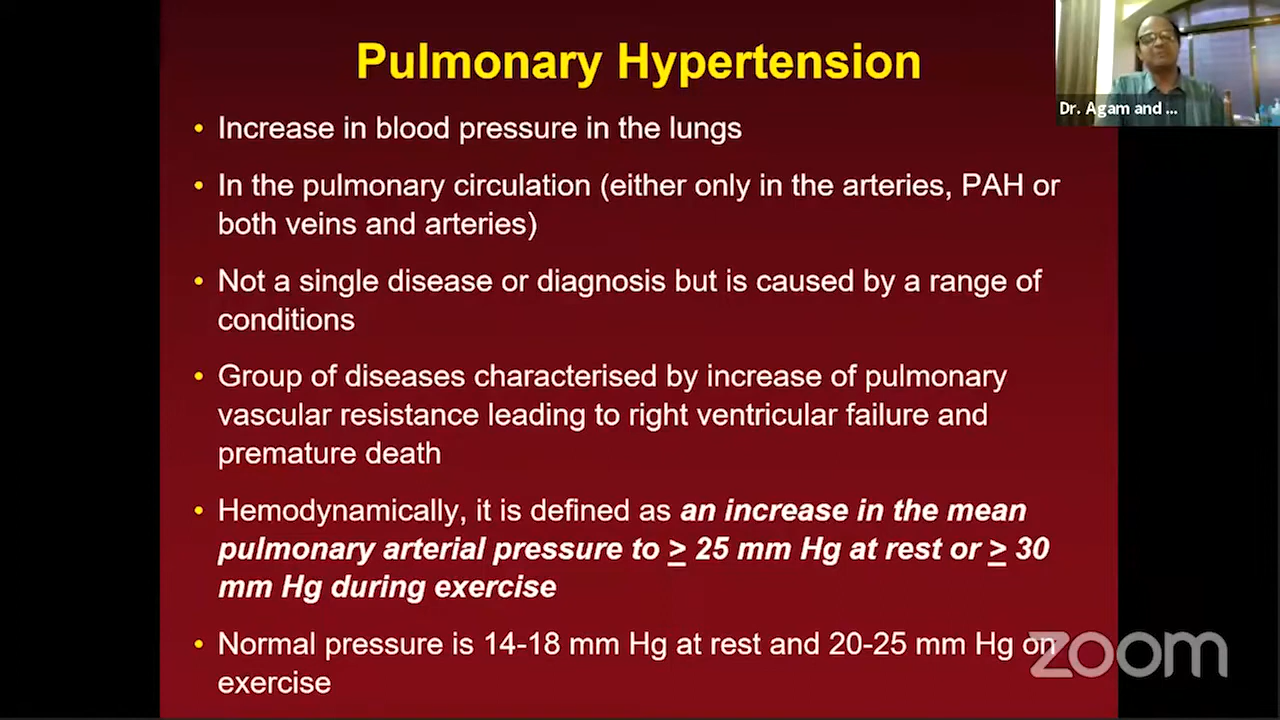 Pulmonary Hypertension
Dr. Agam and ...
• Increase in blood pressure in the lungs
• In the pulmonary circulation (either only in the arteries, PAH or
both veins and arteries)
• Not a single disease or diagnosis but is caused by a range of
conditions
• Group of diseases characterised by increase of pulmonary
vascular resistance leading to right ventricular failure and
premature death
• Hemodynamically, it is defined as an increase in the mean
pulmonary arterial pressure to ≥ 25 mm Hg at rest or ≥ 30
mm Hg during exercise
• Normal pressure is 14-18 mm Hg at rest and 20-25 mm Hg on
exercise
zoom